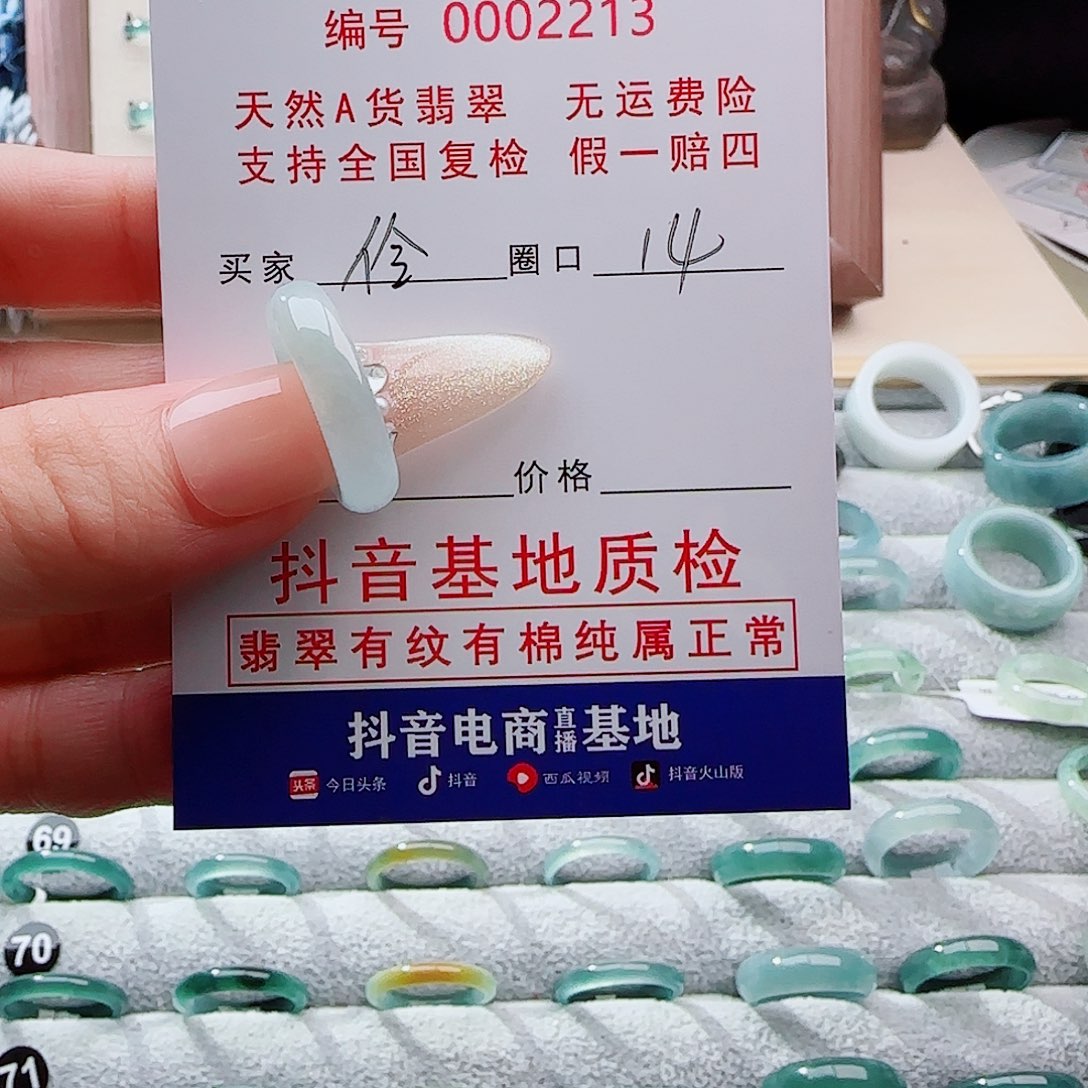 编号 0002213
天然A货翡翠 无运费险
支持全国复检 假一赔四
买家 圈口 14
价格
抖音基地质检
翡翠有纹有棉纯属正常
抖音电商直播基地
头条 今日头条 抖音 西瓜视频 抖音火山版
69
70
71